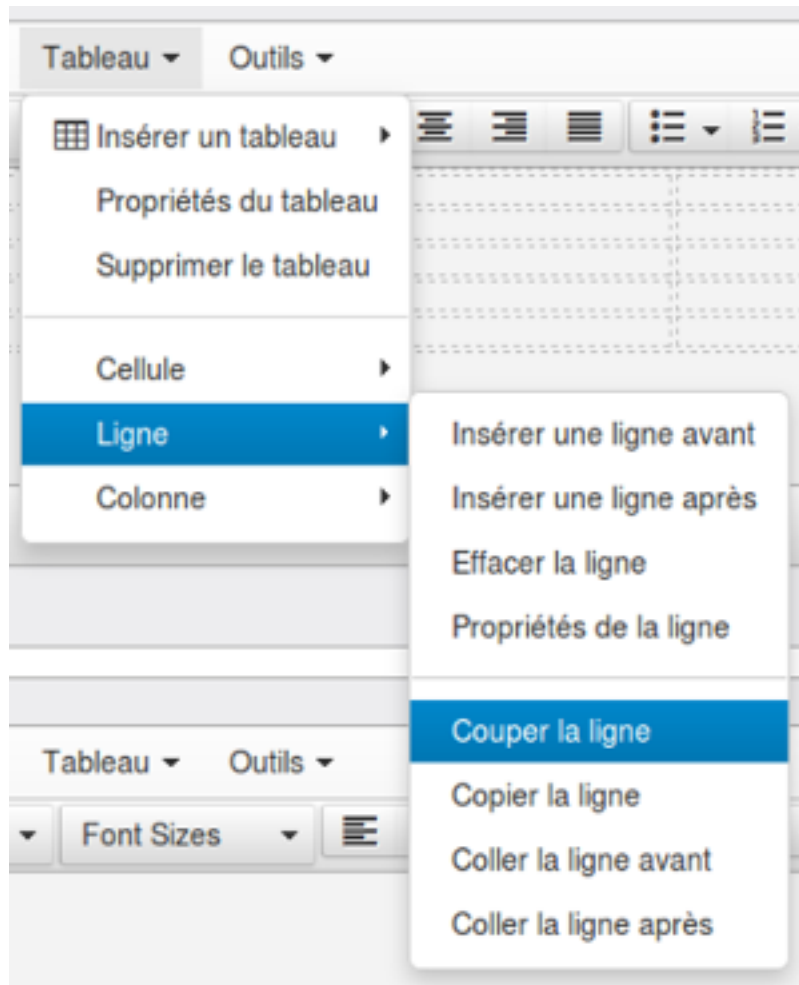 Tableau Outils
Insérer un tableau
Propriétés du tableau
Supprimer le tableau
Cellule
Ligne
Colonne
Insérer une ligne avant
Insérer une ligne après
Effacer la ligne
Propriétés de la ligne
Couper la ligne
Copier la ligne
Coller la ligne avant
Coller la ligne après
Tableau Outils
Font Sizes